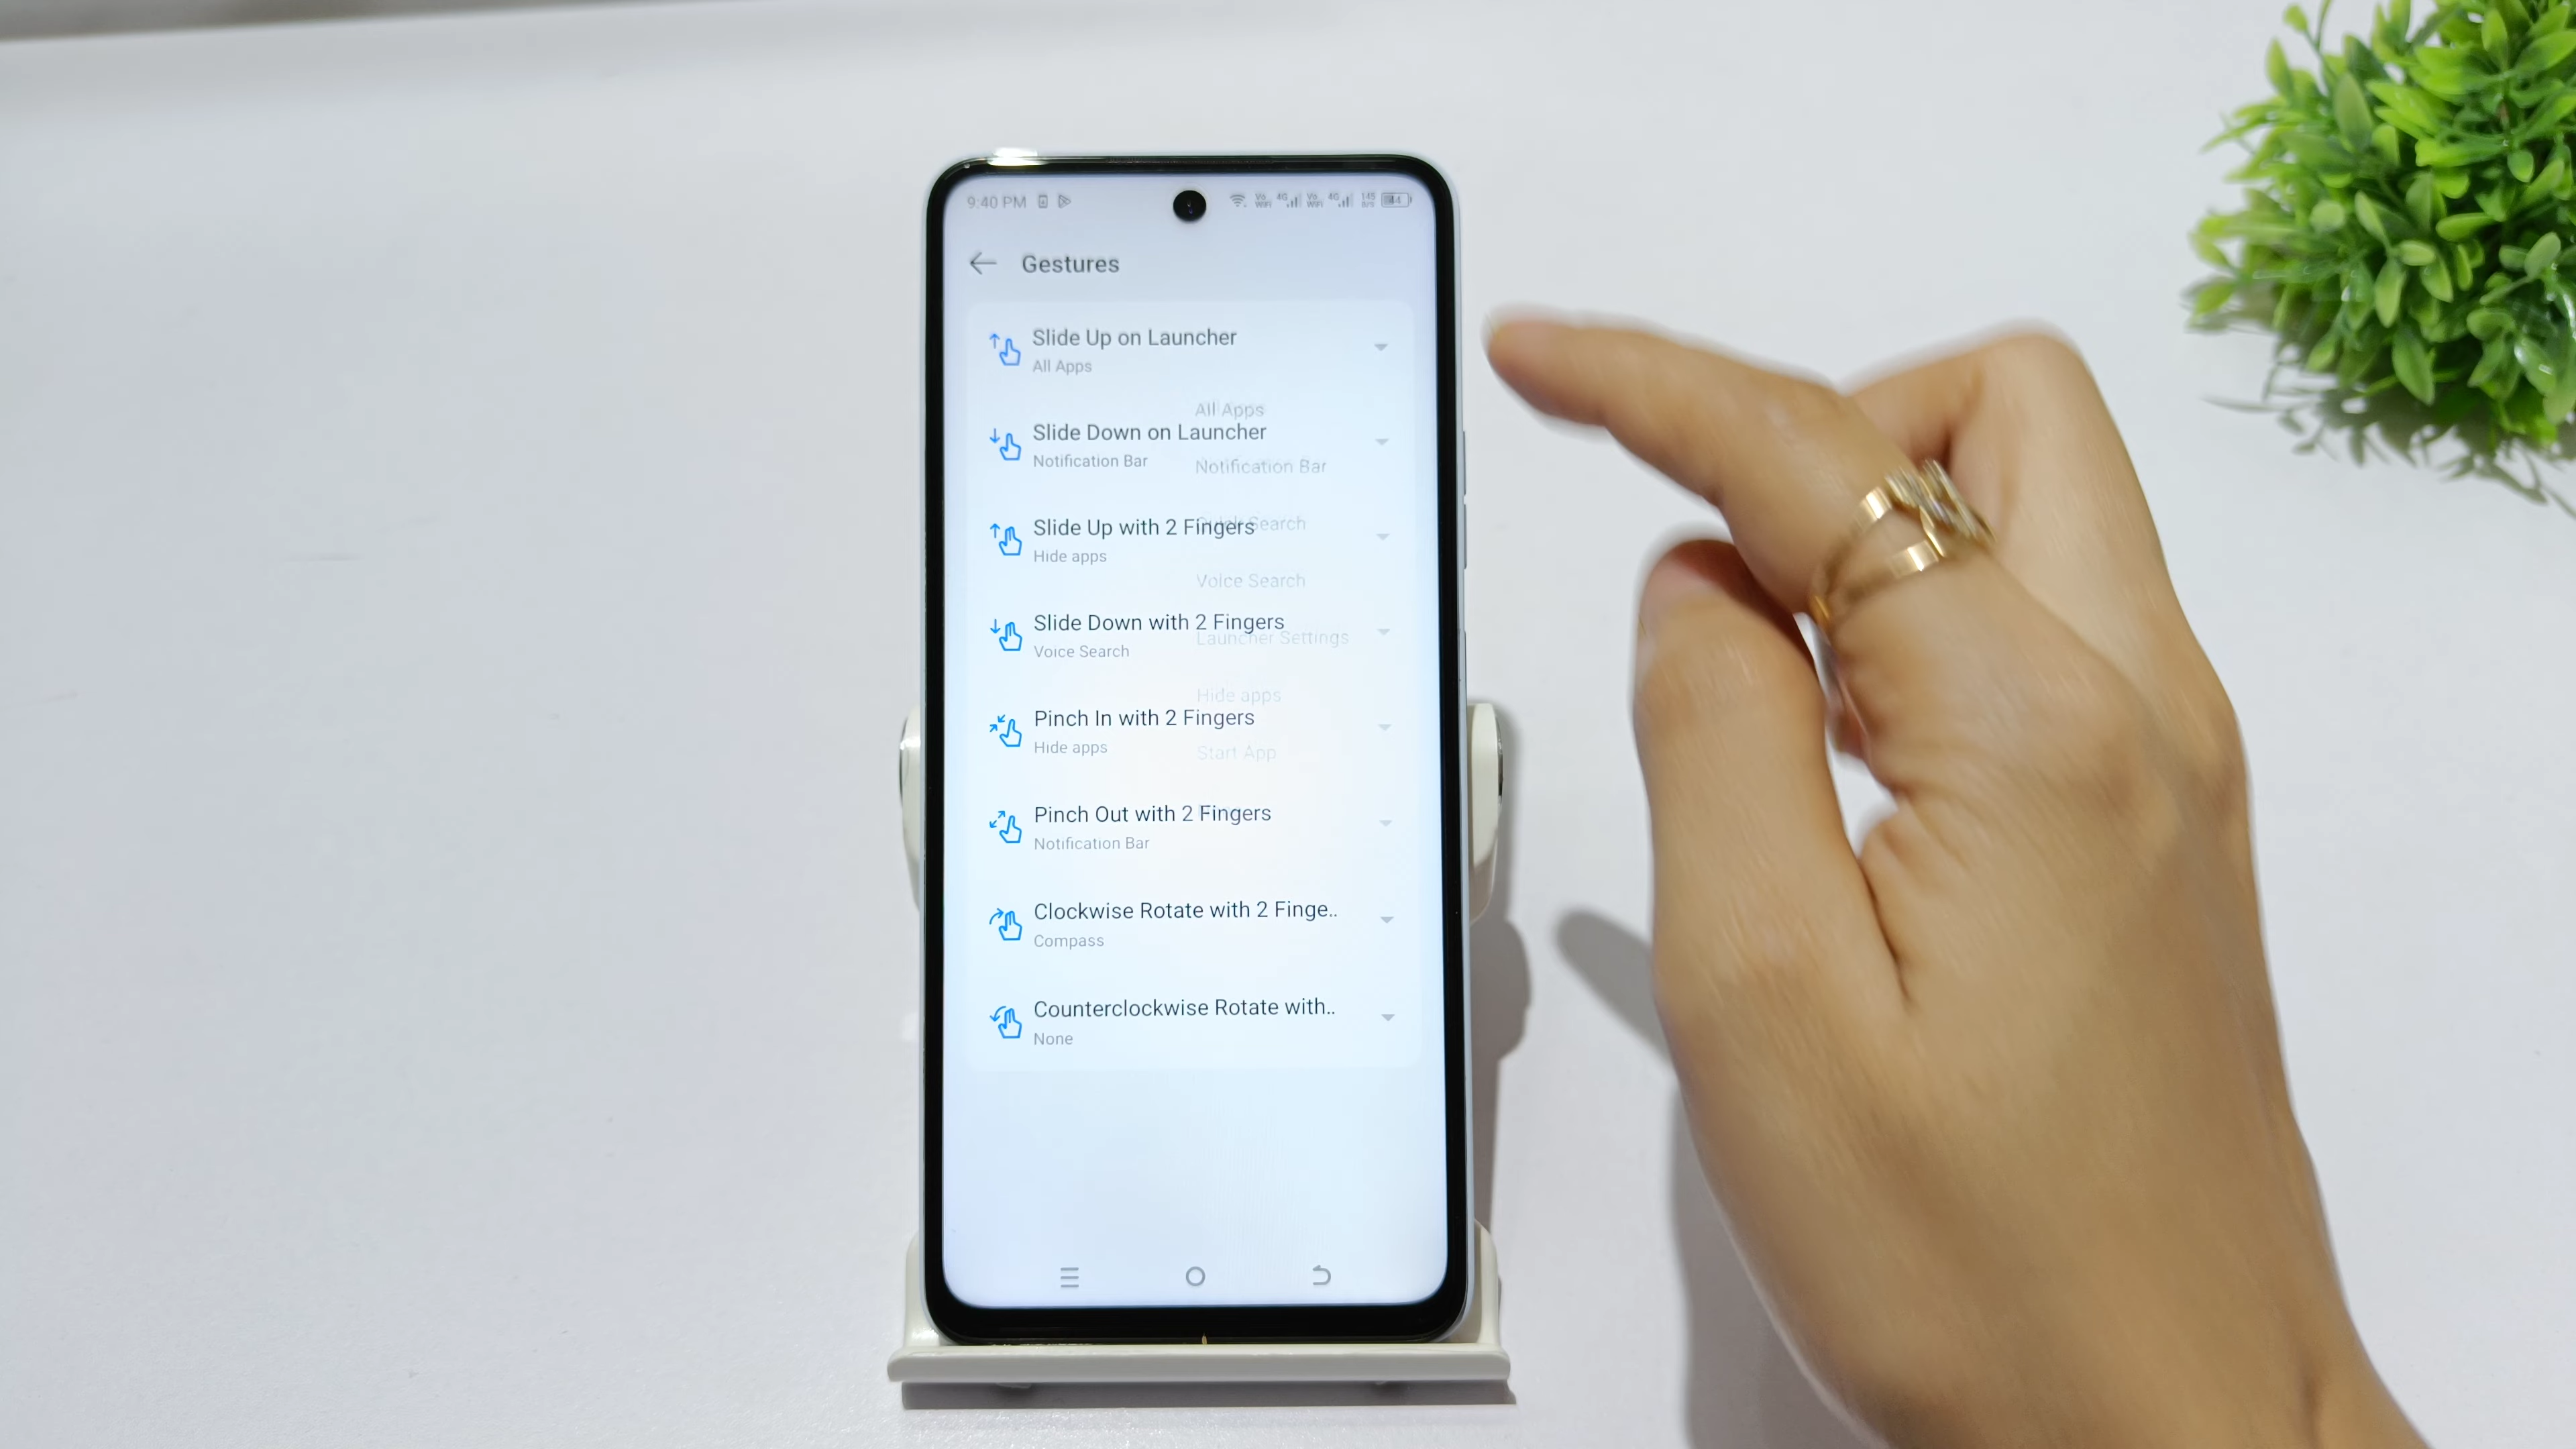 9:40 PM
Gestures
Slide Up on Launcher
All Apps
All Apps
Slide Down on Launcher
Notification Bar
Notification Bar
Search
Slide Up with 2 Fingers
Hide apps
Voice Search
Slide Down with 2 Fingers
Launcher Settings
Voice Search
Hide apps
Pinch In with 2 Fingers
Hide apps
Start App
Pinch Out with 2 Fingers
Notification Bar
Clockwise Rotate with 2 Finge..
Compass
Counterclockwise Rotate with..
None